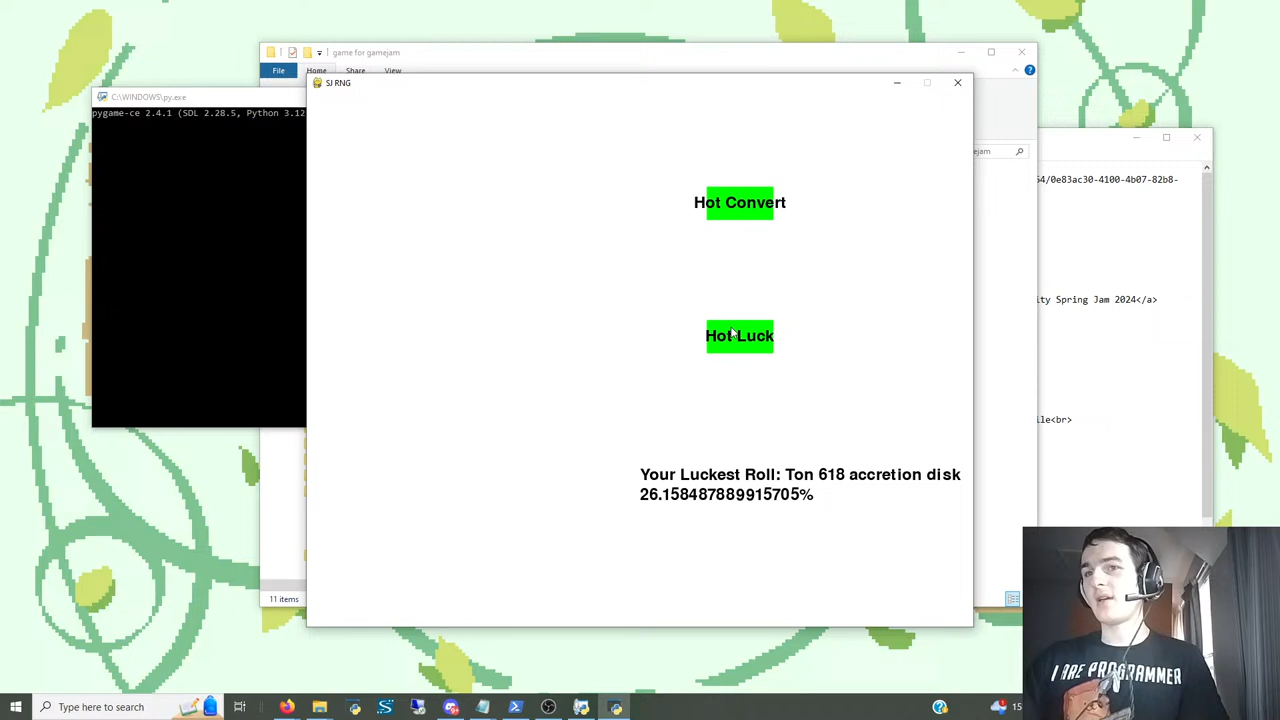 game for gamejam
File
Home
Share
View
SJ RNG
C:\WINDOWS\py.exe
pygame-ce 2.4.1 (SDL 2.28.5, Python 3.12
ejam
54/0e83ac30-4100-4b07-82b8-
Hot Convert
ity Spring Jam 2024</a>
Hot Luck
ile<br>
Your Luckest Roll: Ton 618 accretion disk
26.158487889915705%
11 items
I ARE PROGRAMMER
Type here to search
15